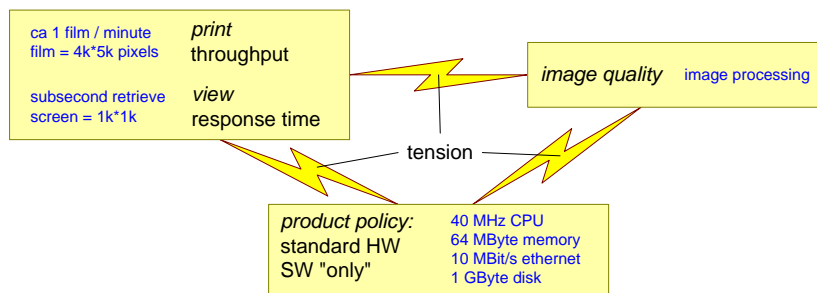 ca 1 film / minute print
film = 4k*5k pixels throughput
subsecond retrieve view
screen = 1k*1k response time
image quality image processing
tension
product policy: 40 MHz CPU
standard HW 64 MByte memory
SW "only" 10 MBit/s ethernet
1 GByte disk